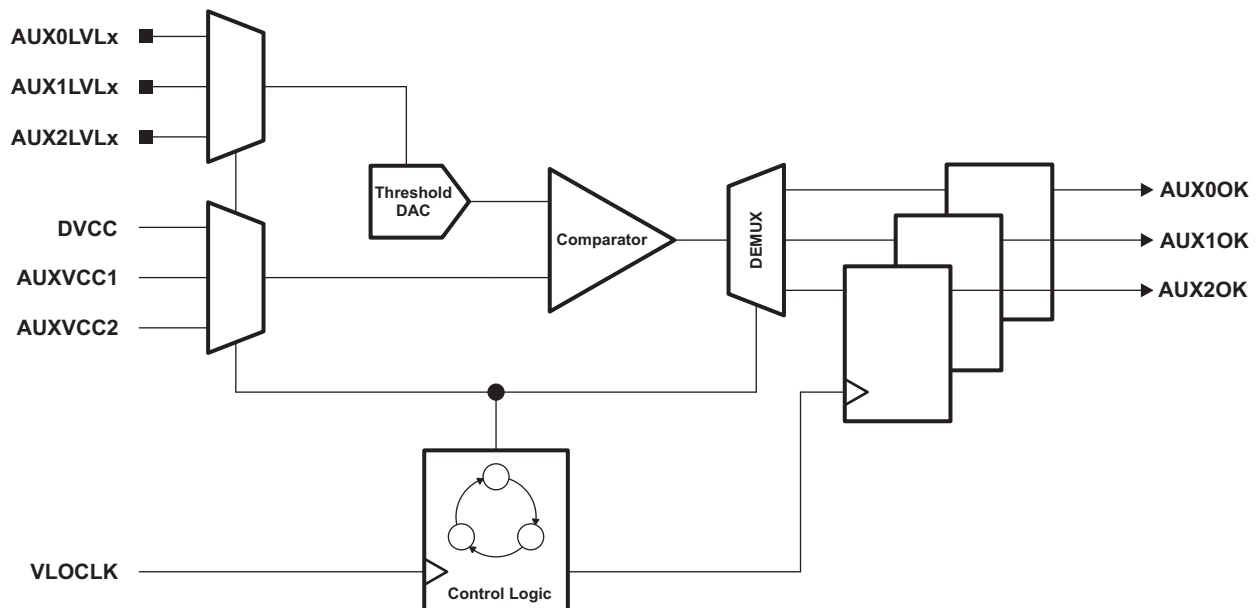 AUX0LVLx
AUX1LVLx
AUX2LVLx
Threshold
DAC
DVCC
AUXVCC1
AUXVCC2
Comparator
DEMUX
AUX0OK
AUX1OK
AUX2OK
VLOCLK
Control Logic